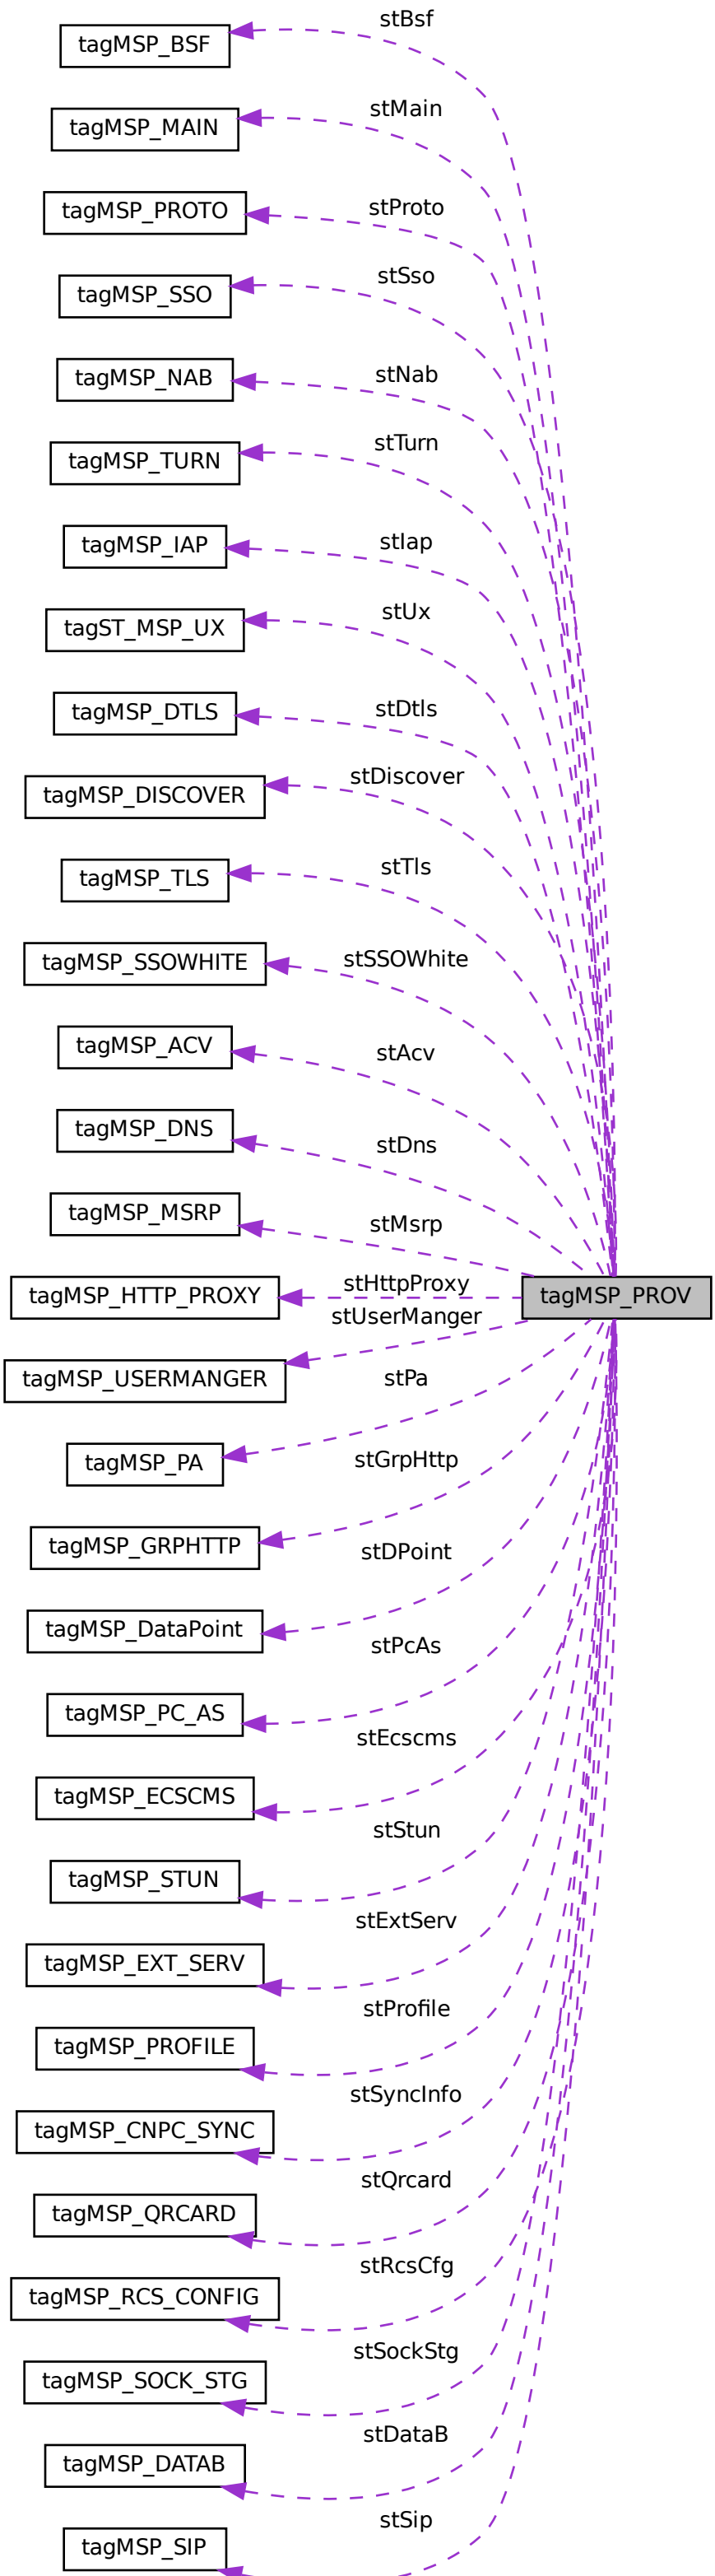 stBsf
tagMSP_BSF
stMain
tagMSP_MAIN
stProto
tagMSP_PROTO
stSso
tagMSP_SSO
stNab
tagMSP_NAB
stTurn
tagMSP_TURN
stIap
tagMSP_IAP
stUx
tagST_MSP_UX
stDtls
tagMSP_DTLS
stDiscover
tagMSP_DISCOVER
stTls
tagMSP_TLS
stSSOWhite
tagMSP_SSOWHITE
stAcv
tagMSP_ACV
stDns
tagMSP_DNS
stMsrp
tagMSP_MSRP
stHttpProxy
tagMSP_HTTP_PROXY
tagMSP_PROV
stUserManger
tagMSP_USERMANGER
stPa
tagMSP_PA
stGrpHttp
tagMSP_GRPHTTP
stDPoint
tagMSP_DataPoint
stPcAs
tagMSP_PC_AS
stEcscms
tagMSP_ECSCMS
stStun
tagMSP_STUN
stExtServ
tagMSP_EXT_SERV
stProfile
tagMSP_PROFILE
stSyncInfo
tagMSP_CNPC_SYNC
stQrcard
tagMSP_QRCARD
stRcsCfg
tagMSP_RCS_CONFIG
stSockStg
tagMSP_SOCK_STG
stDataB
tagMSP_DATAB
stSip
tagMSP_SIP